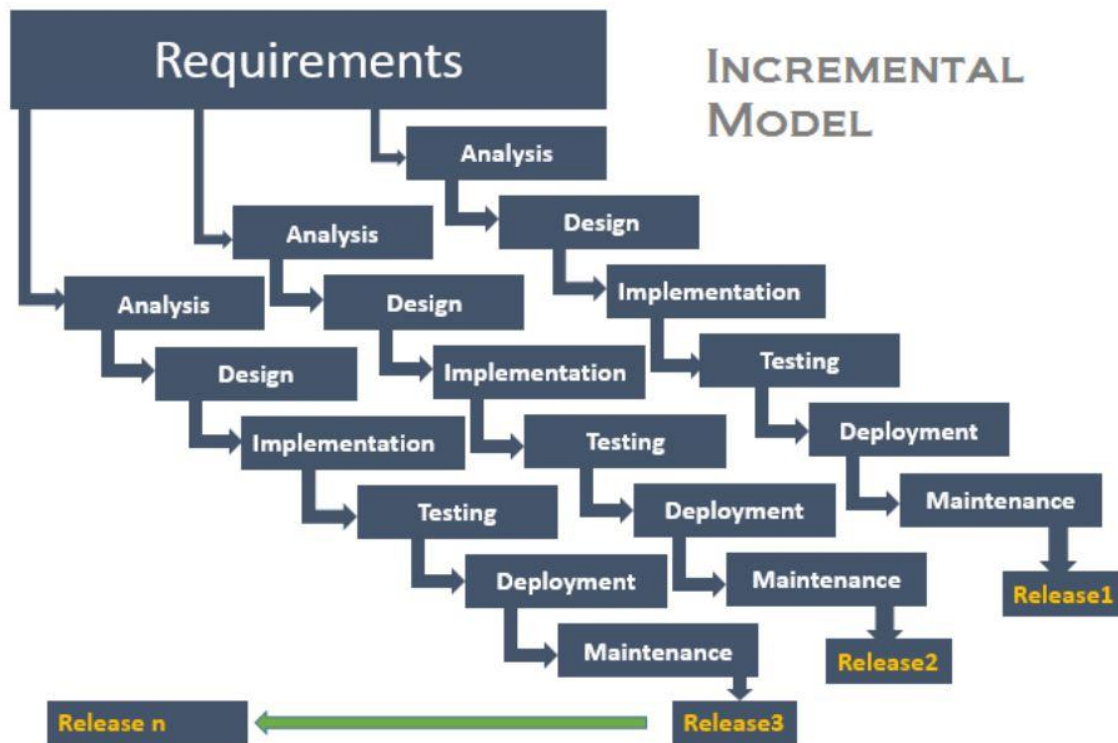 Requirements
INCREMENTAL
MODEL
Analysis
Design
Implementation
Testing
Deployment
Maintenance
Release1
Analysis
Design
Implementation
Testing
Deployment
Maintenance
Release2
Analysis
Design
Implementation
Testing
Deployment
Maintenance
Release3
Release n